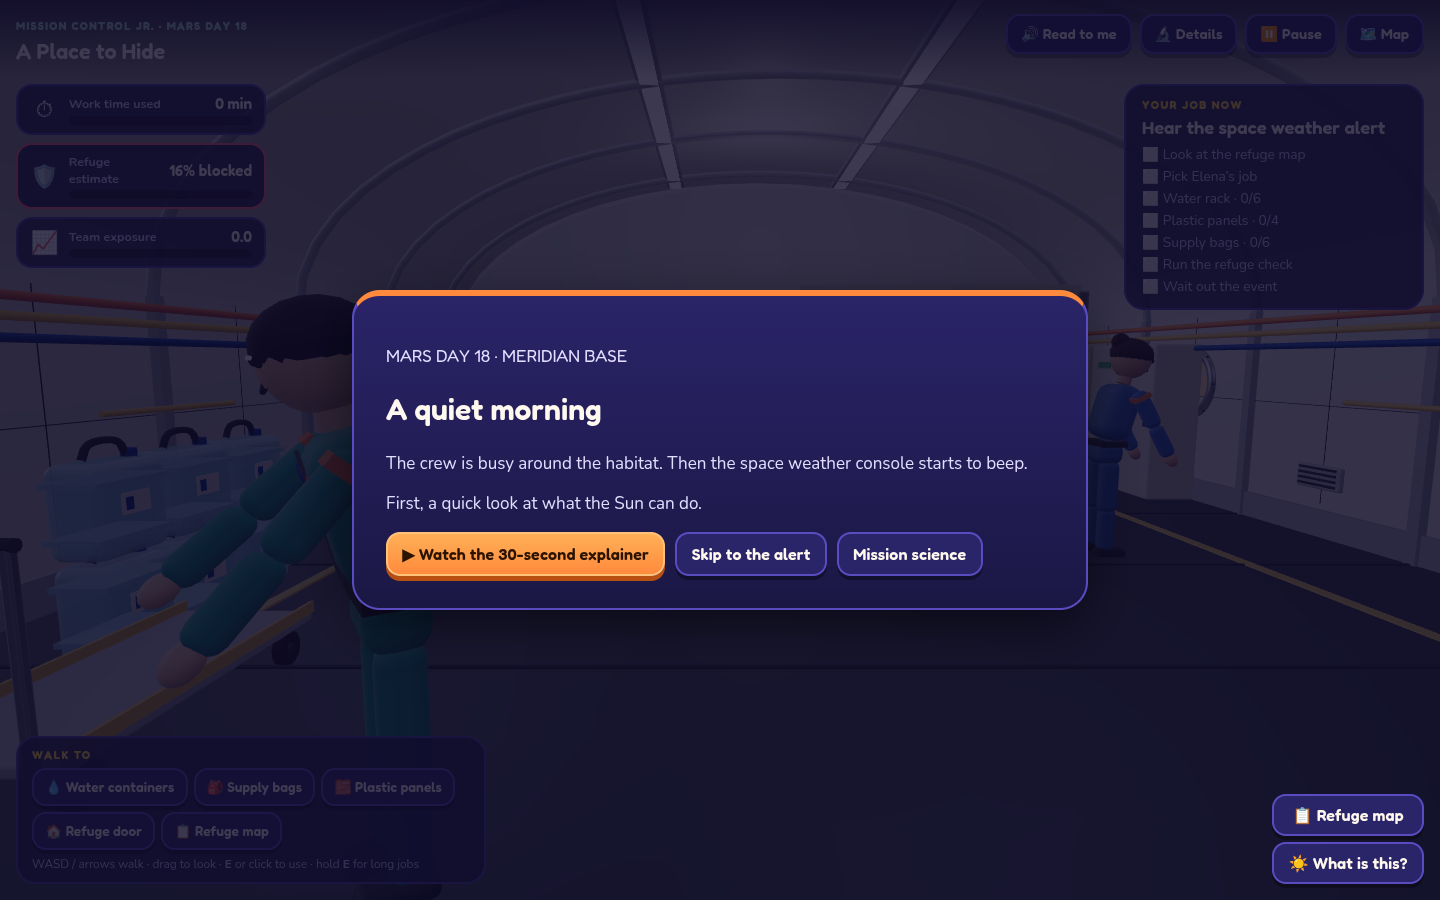 MISSION CONTROL JR. · MARS DAY 18
A Place to Hide
🔊 Read to me
🔬 Details
⏸ Pause
🗺️ Map
Work time used 0 min
Refuge estimate 16% blocked
Team exposure 0.0
YOUR JOB NOW
Hear the space weather alert
Look at the refuge map
Pick Elena's job
Water rack · 0/6
Plastic panels · 0/4
Supply bags · 0/6
Run the refuge check
Wait out the event
MARS DAY 18 · MERIDIAN BASE
A quiet morning
The crew is busy around the habitat. Then the space weather console starts to beep.
First, a quick look at what the Sun can do.
▶ Watch the 30-second explainer
Skip to the alert
Mission science
WALK TO
💧 Water containers
🎒 Supply bags
🧱 Plastic panels
🏠 Refuge door
📋 Refuge map
WASD / arrows walk · drag to look · E or click to use · hold E for long jobs
📋 Refuge map
☀️ What is this?